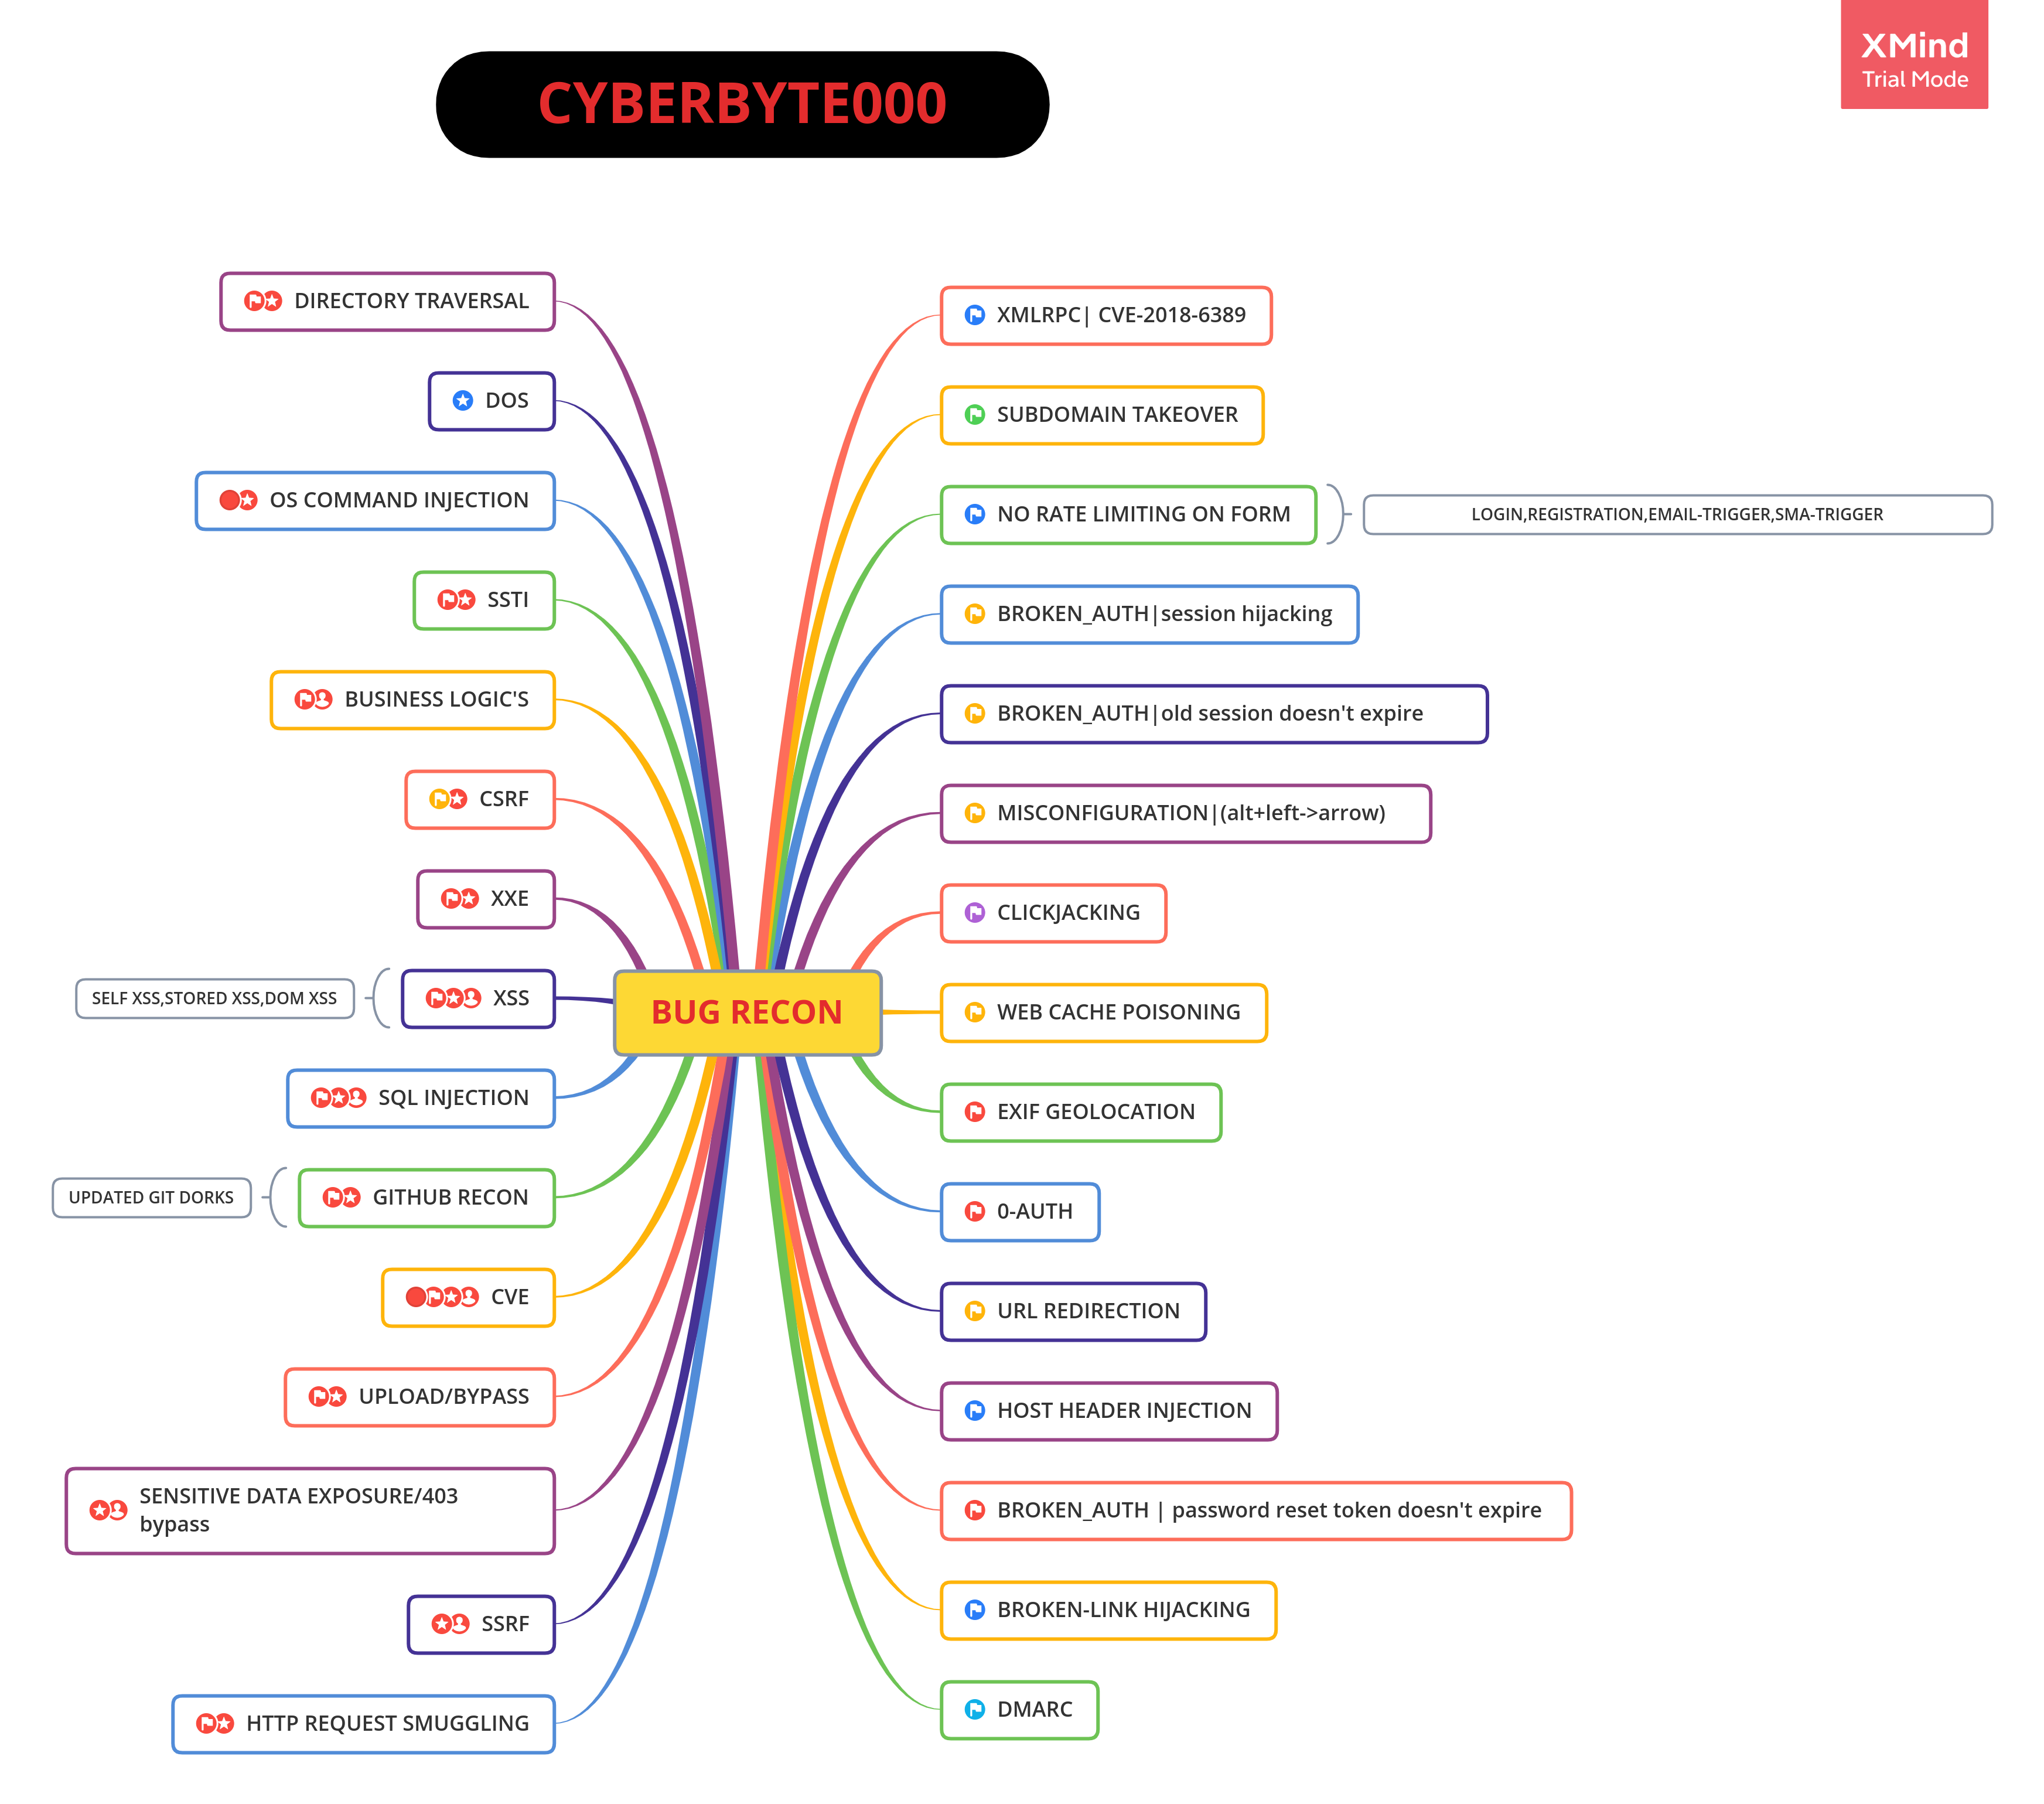 XMind
Trial Mode
CYBERBYTE000
DIRECTORY TRAVERSAL
DOS
OS COMMAND INJECTION
SSTI
BUSINESS LOGIC'S
CSRF
XXE
XSS
SELF XSS,STORED XSS,DOM XSS
SQL INJECTION
GITHUB RECON
UPDATED GIT DORKS
CVE
UPLOAD/BYPASS
SENSITIVE DATA EXPOSURE/403
bypass
SSRF
HTTP REQUEST SMUGGLING
BUG RECON
XMLRPC| CVE-2018-6389
SUBDOMAIN TAKEOVER
NO RATE LIMITING ON FORM
LOGIN,REGISTRATION,EMAIL-TRIGGER,SMA-TRIGGER
BROKEN_AUTH|session hijacking
BROKEN_AUTH|old session doesn't expire
MISCONFIGURATION|(alt+left->arrow)
CLICKJACKING
WEB CACHE POISONING
EXIF GEOLOCATION
0-AUTH
URL REDIRECTION
HOST HEADER INJECTION
BROKEN_AUTH | password reset token doesn't expire
BROKEN-LINK HIJACKING
DMARC